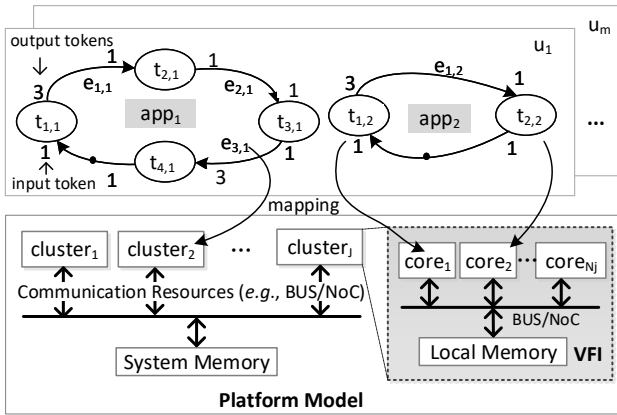 output tokens
u_m
u_1
1
t_{2,1}
1
3
e_{1,1}
e_{2,1}
1
t_{1,1}
app_1
t_{3,1}
1
e_{3,1}
1
t_{4,1}
1
3
input token
3
e_{1,2}
1
t_{1,2}
app_2
t_{2,2}
1
1
...
mapping
cluster_1
cluster_2
...
cluster_J
Communication Resources (e.g., BUS/NoC)
System Memory
core_1
core_2
...
core_{Nj}
BUS/NoC
Local Memory
VFI
Platform Model